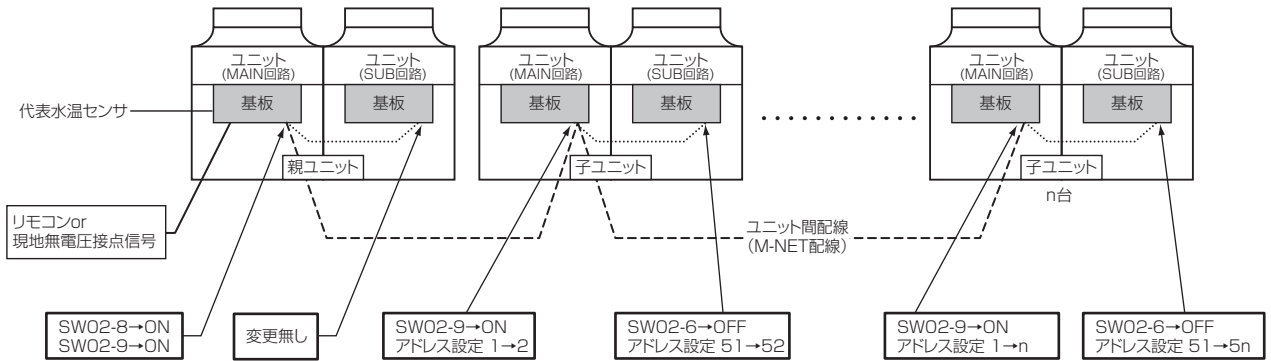 ユニット
(MAIN回路)
ユニット
(SUB回路)
ユニット
(MAIN回路)
ユニット
(SUB回路)
ユニット
(MAIN回路)
ユニット
(SUB回路)
代表水温センサ
基板
基板
基板
基板
基板
基板
親ユニット
子ユニット
子ユニット
n台
リモコンor
現地無電圧接点信号
ユニット間配線
(M-NET配線)
SW02-8→ON
SW02-9→ON
変更無し
SW02-9→ON
アドレス設定 1→2
SW02-6→OFF
アドレス設定 51→52
SW02-9→ON
アドレス設定 1→n
SW02-6→OFF
アドレス設定 51→5n